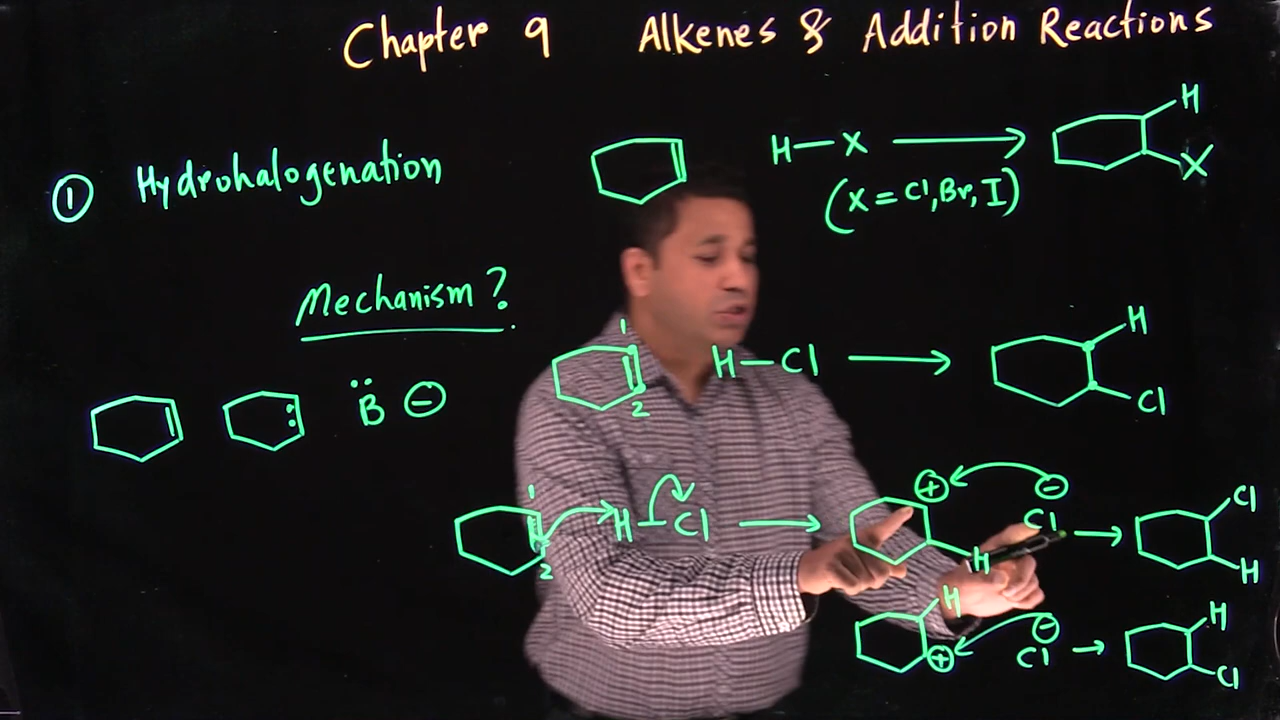 Chapter 9 Alkenes & Addition Reactions
① Hydrohalogenation H—X ⟶ H X
(X = Cl, Br, I)
Mechanism?
1 2 H—Cl ⟶ H Cl
B̈ ⊖
1 2 H—Cl ⟶ ⊕ H ⊖ Cl ⟶ Cl H
H ⊕ ⊖ Cl → H Cl